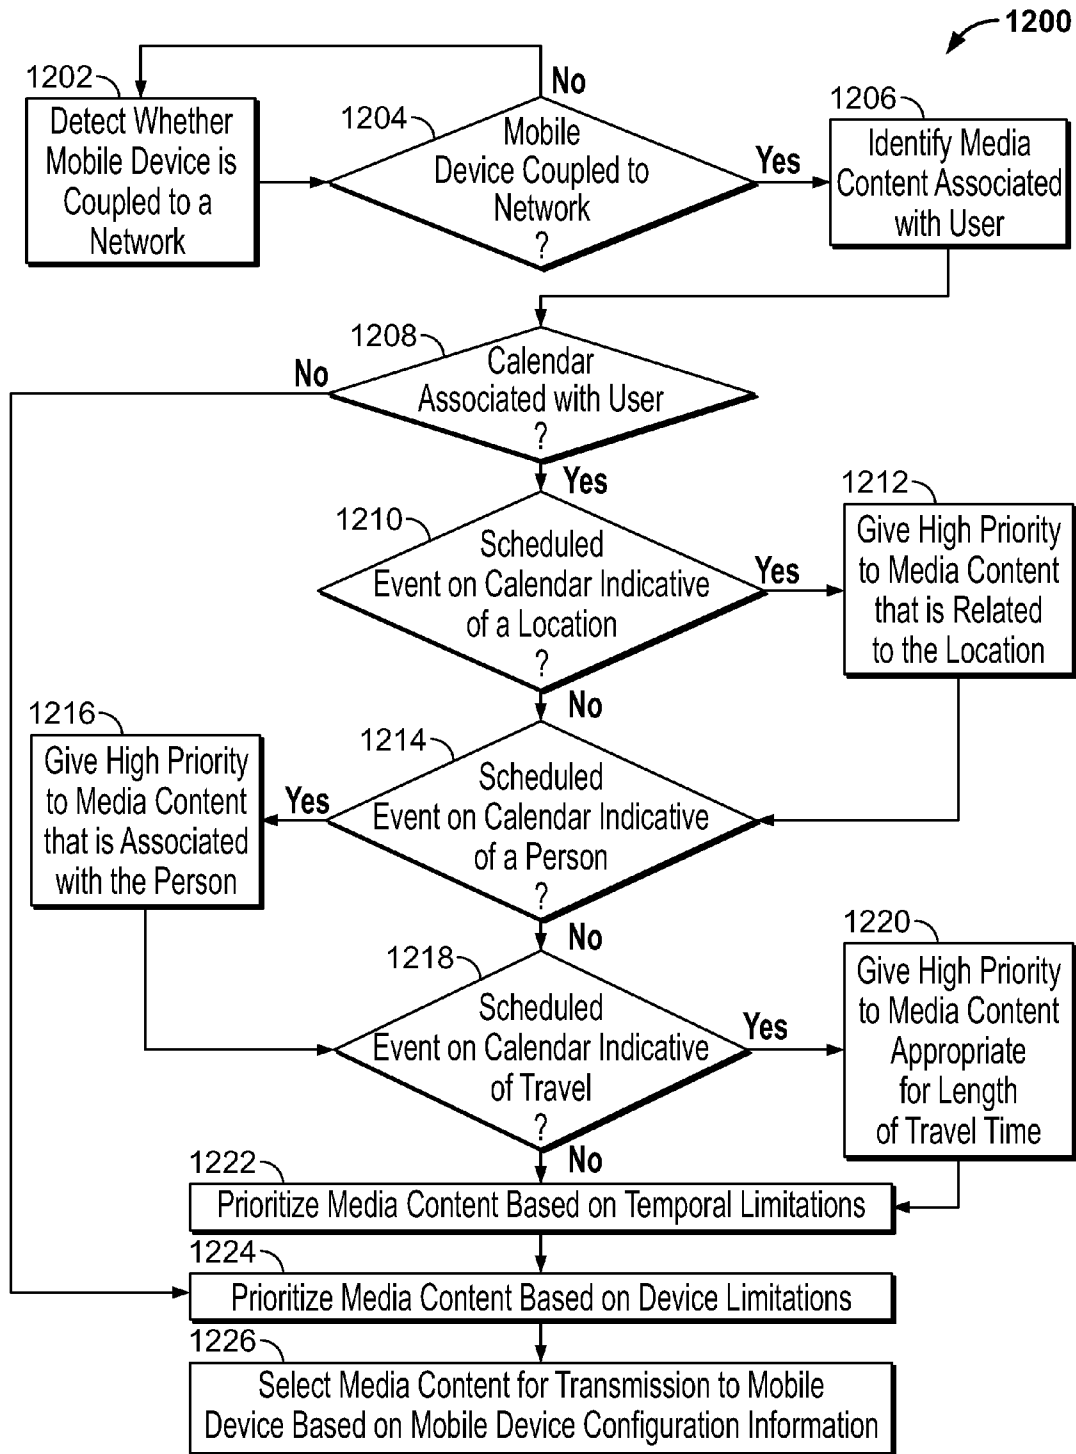 1200
1202
Detect Whether
Mobile Device is
Coupled to a
Network
No
1204
Mobile
Device Coupled to
Network
?
Yes
1206
Identify Media
Content Associated
with User
1208
Calendar
Associated with User
?
No
Yes
1210
Scheduled
Event on Calendar Indicative
of a Location
?
Yes
1212
Give High Priority
to Media Content
that is Related
to the Location
No
1214
Scheduled
Event on Calendar Indicative
of a Person
?
Yes
1216
Give High Priority
to Media Content
that is Associated
with the Person
No
1218
Scheduled
Event on Calendar Indicative
of Travel
?
Yes
1220
Give High Priority
to Media Content
Appropriate
for Length
of Travel Time
No
1222
Prioritize Media Content Based on Temporal Limitations
1224
Prioritize Media Content Based on Device Limitations
1226
Select Media Content for Transmission to Mobile
Device Based on Mobile Device Configuration Information